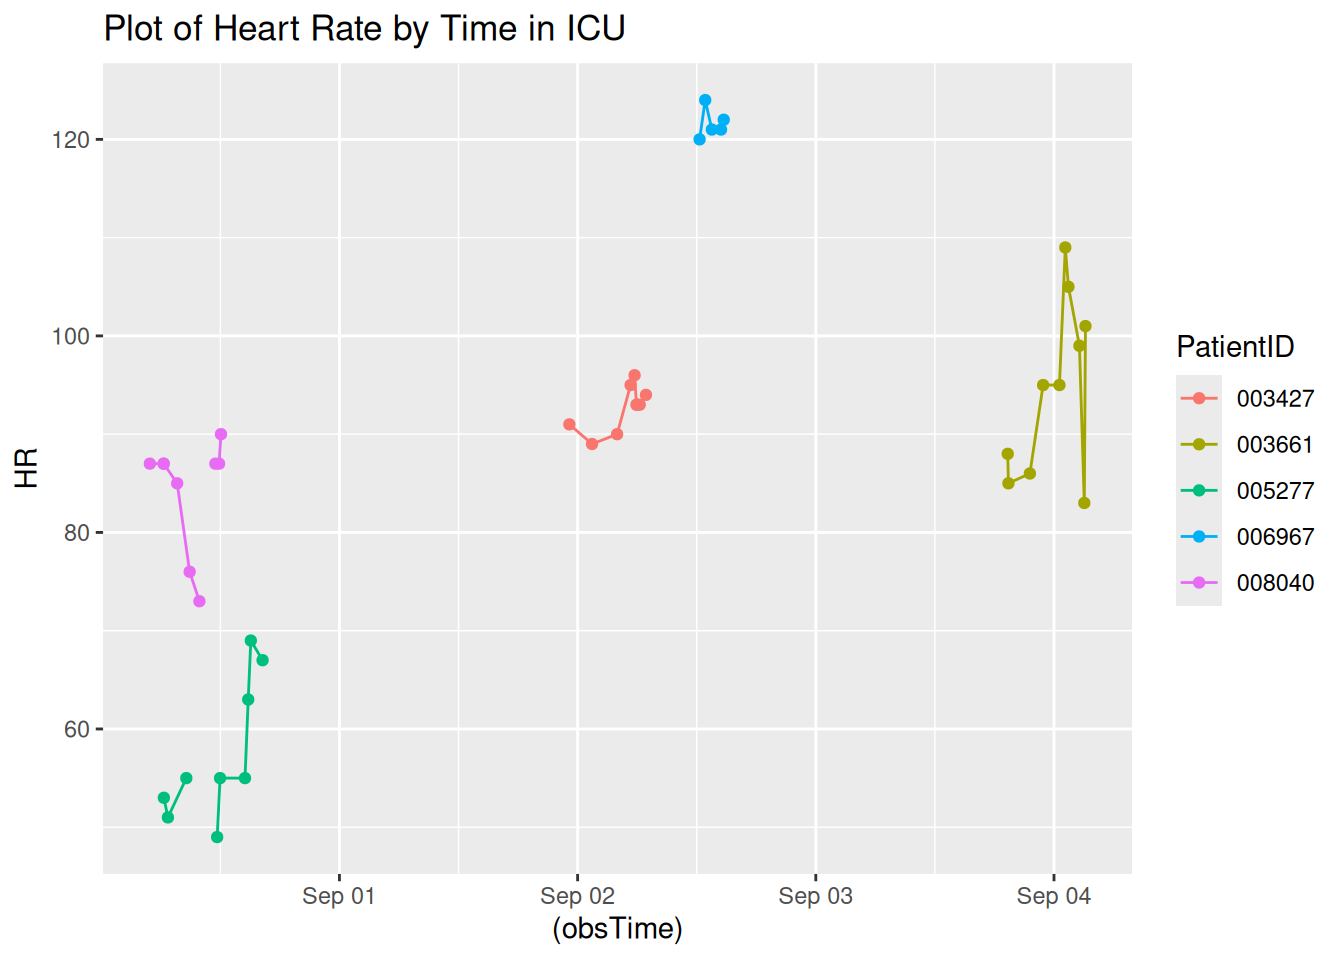 Plot of Heart Rate by Time in ICU
120
100
80
60
HR
Sep 01 Sep 02 Sep 03 Sep 04
(obsTime)
PatientID
003427
003661
005277
006967
008040